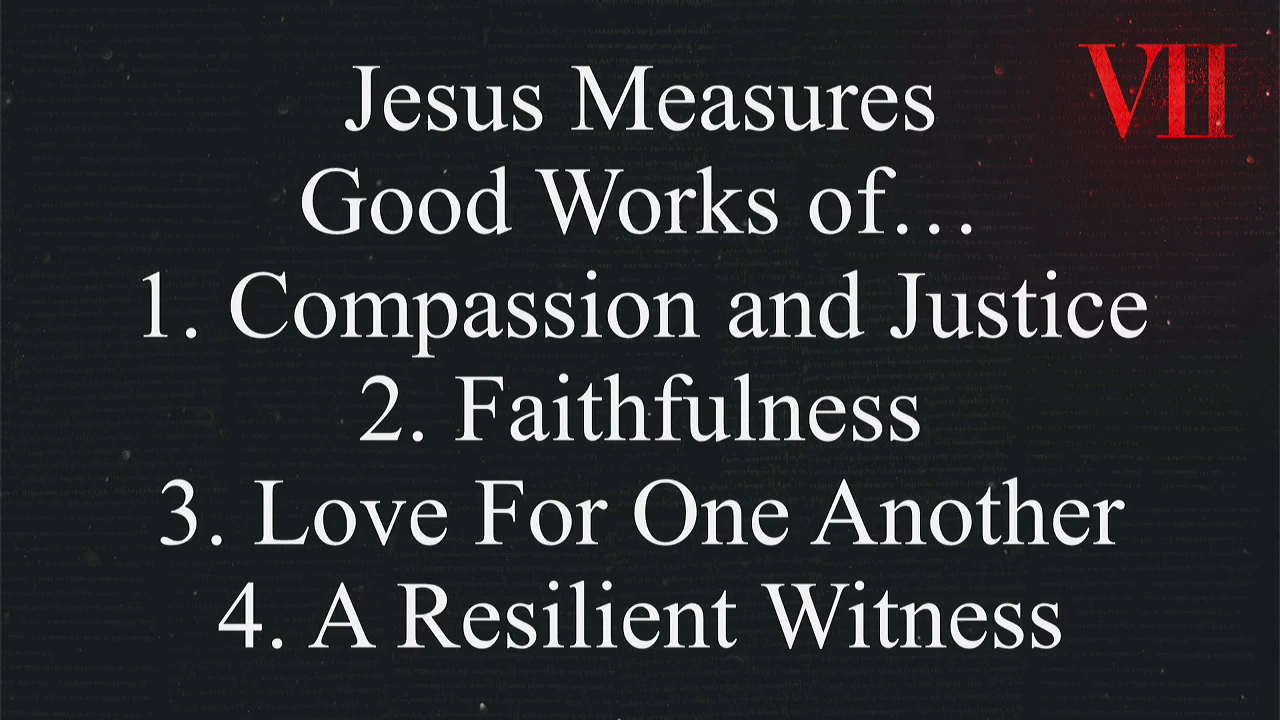 VII
Jesus Measures
Good Works of…
1. Compassion and Justice
2. Faithfulness
3. Love For One Another
4. A Resilient Witness